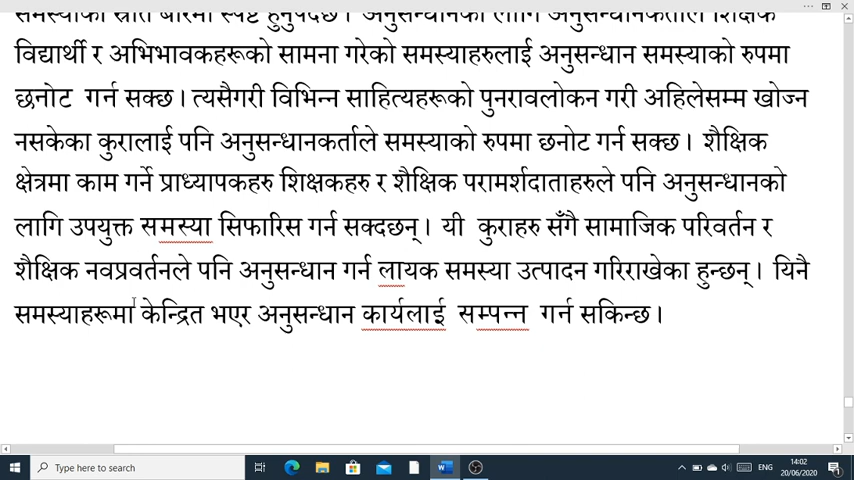 समस्याको स्रोत बारेमा स्पष्ट हुनुपर्दछ। अनुसन्धानको लागि अनुसन्धानकर्ताले शिक्षक
विद्यार्थी र अभिभावकहरूको सामना गरेको समस्याहरुलाई अनुसन्धान समस्याको रुपमा
छनोट गर्न सक्छ। त्यसैगरी विभिन्न साहित्यहरूको पुनरावलोकन गरी अहिलेसम्म खोज्न
नसकेका कुरालाई पनि अनुसन्धानकर्ताले समस्याको रुपमा छनोट गर्न सक्छ। शैक्षिक
क्षेत्रमा काम गर्ने प्राध्यापकहरु शिक्षकहरु र शैक्षिक परामर्शदाताहरुले पनि अनुसन्धानको
लागि उपयुक्त समस्या सिफारिस गर्न सक्दछन्। यी कुराहरु सँगै सामाजिक परिवर्तन र
शैक्षिक नवप्रवर्तनले पनि अनुसन्धान गर्न लायक समस्या उत्पादन गरिराखेका हुन्छन्। यिनै
समस्याहरूमा केन्द्रित भएर अनुसन्धान कार्यलाई सम्पन्न गर्न सकिन्छ।
Type here to search
ENG
14:02
20/06/2020